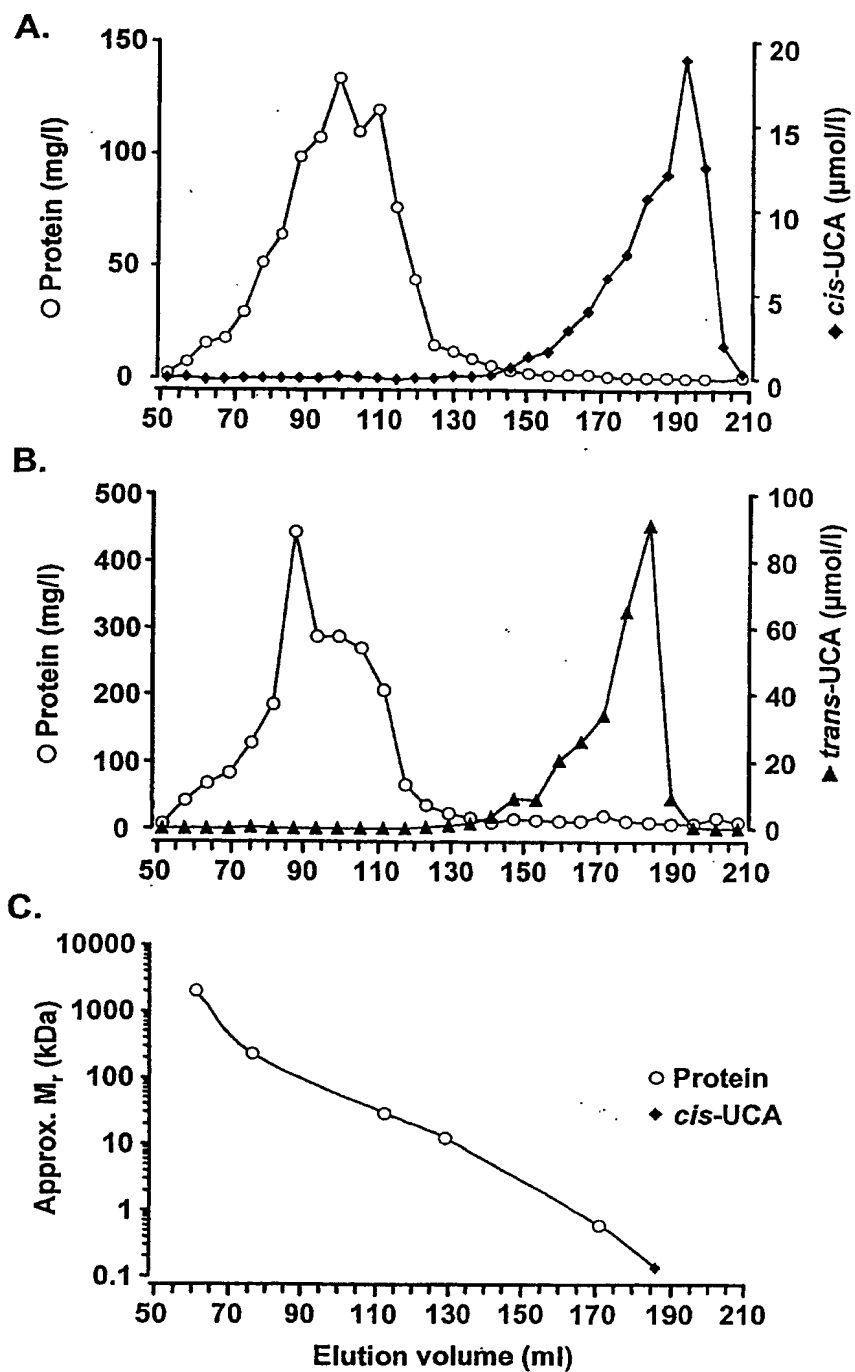 A.
150
100
50
0
○ Protein (mg/l)
20
15
10
5
0
◆ cis-UCA (µmol/l)
50 70 90 110 130 150 170 190 210
B.
500
400
300
200
100
0
○ Protein (mg/l)
100
80
60
40
20
0
▲ trans-UCA (µmol/l)
50 70 90 110 130 150 170 190 210
C.
10000
1000
100
10
1
0.1
Approx. Mr (kDa)
○ Protein
◆ cis-UCA
50 70 90 110 130 150 170 190 210
Elution volume (ml)